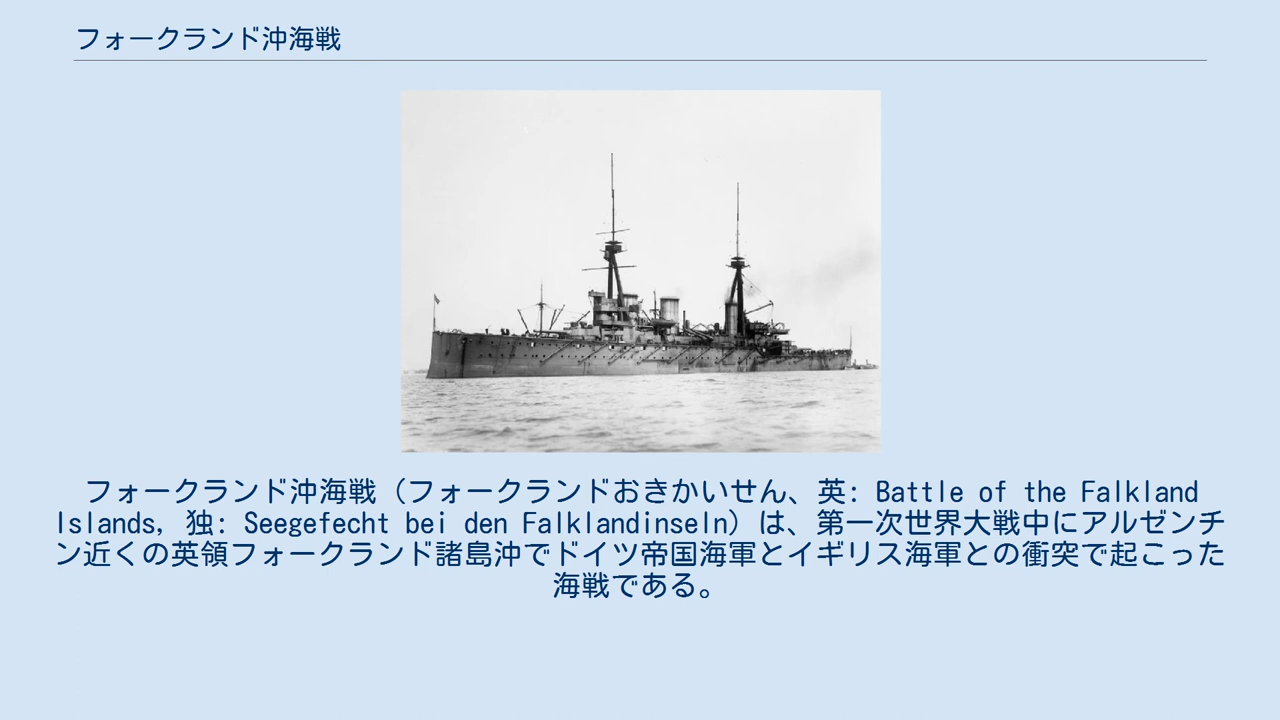 フォークランド沖海戦
フォークランド沖海戦（フォークランドおきかいせん、英: Battle of the Falkland
Islands, 独: Seegefecht bei den Falklandinseln）は、第一次世界大戦中にアルゼンチ
ン近くの英領フォークランド諸島沖でドイツ帝国海軍とイギリス海軍との衝突で起こった
海戦である。